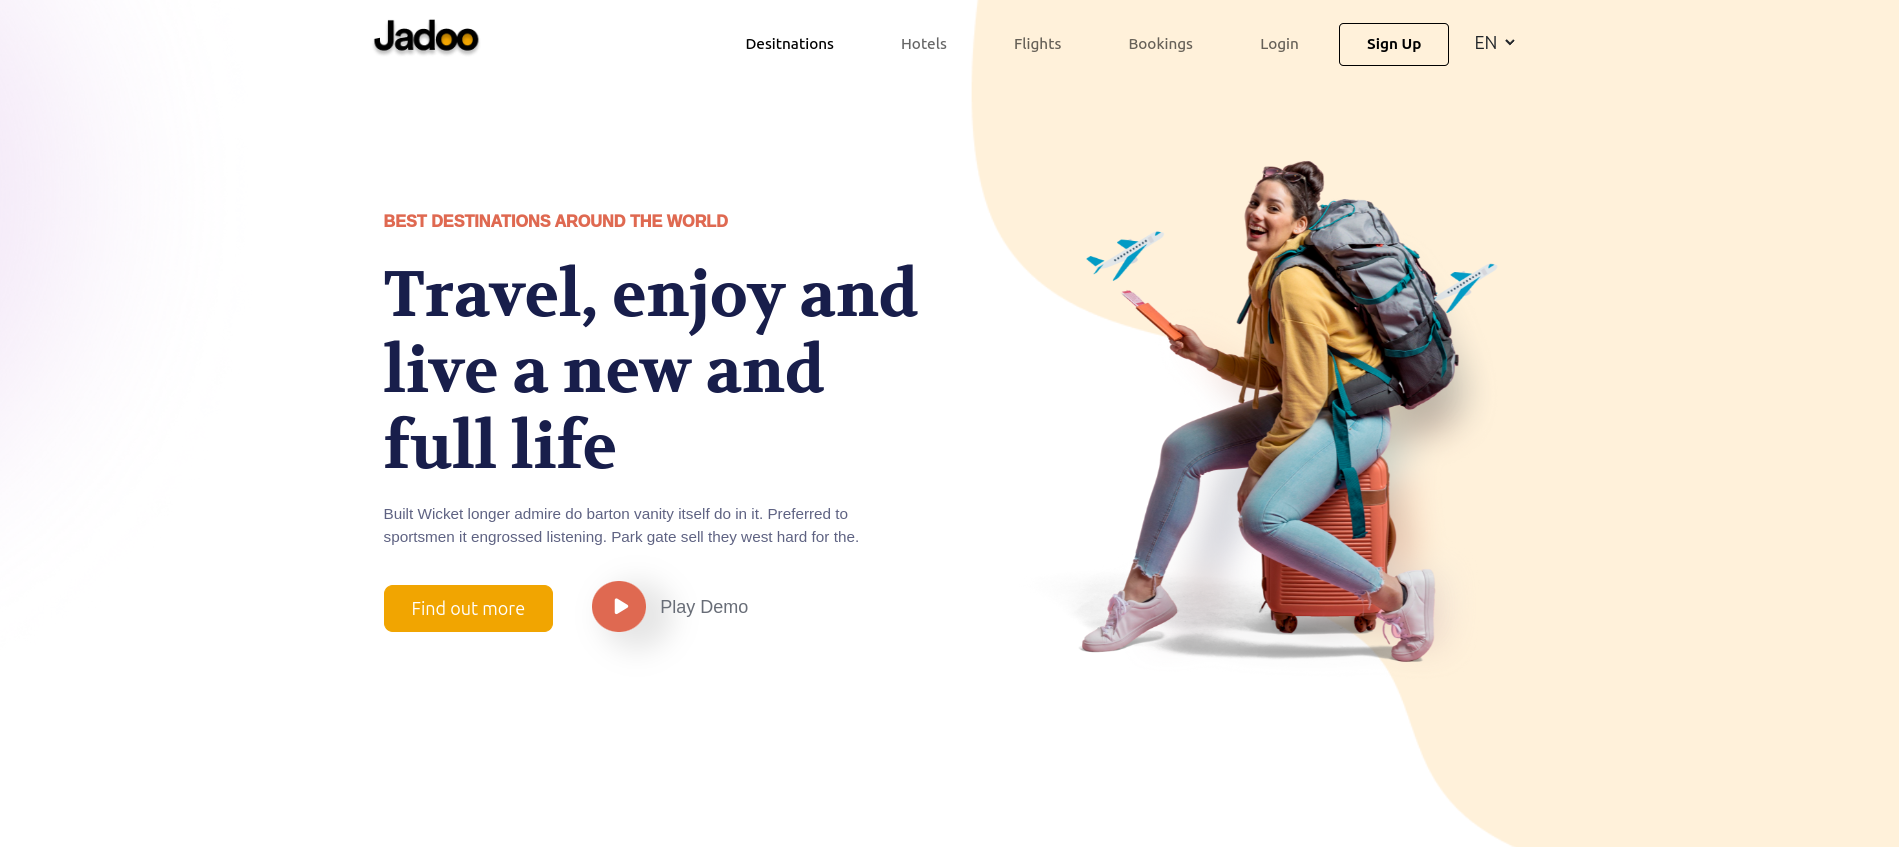 Jadoo
Desitnations
Hotels
Flights
Bookings
Login
Sign Up
EN
BEST DESTINATIONS AROUND THE WORLD
Travel, enjoy and
live a new and
full life
Built Wicket longer admire do barton vanity itself do in it. Preferred to
sportsmen it engrossed listening. Park gate sell they west hard for the.
Find out more
Play Demo